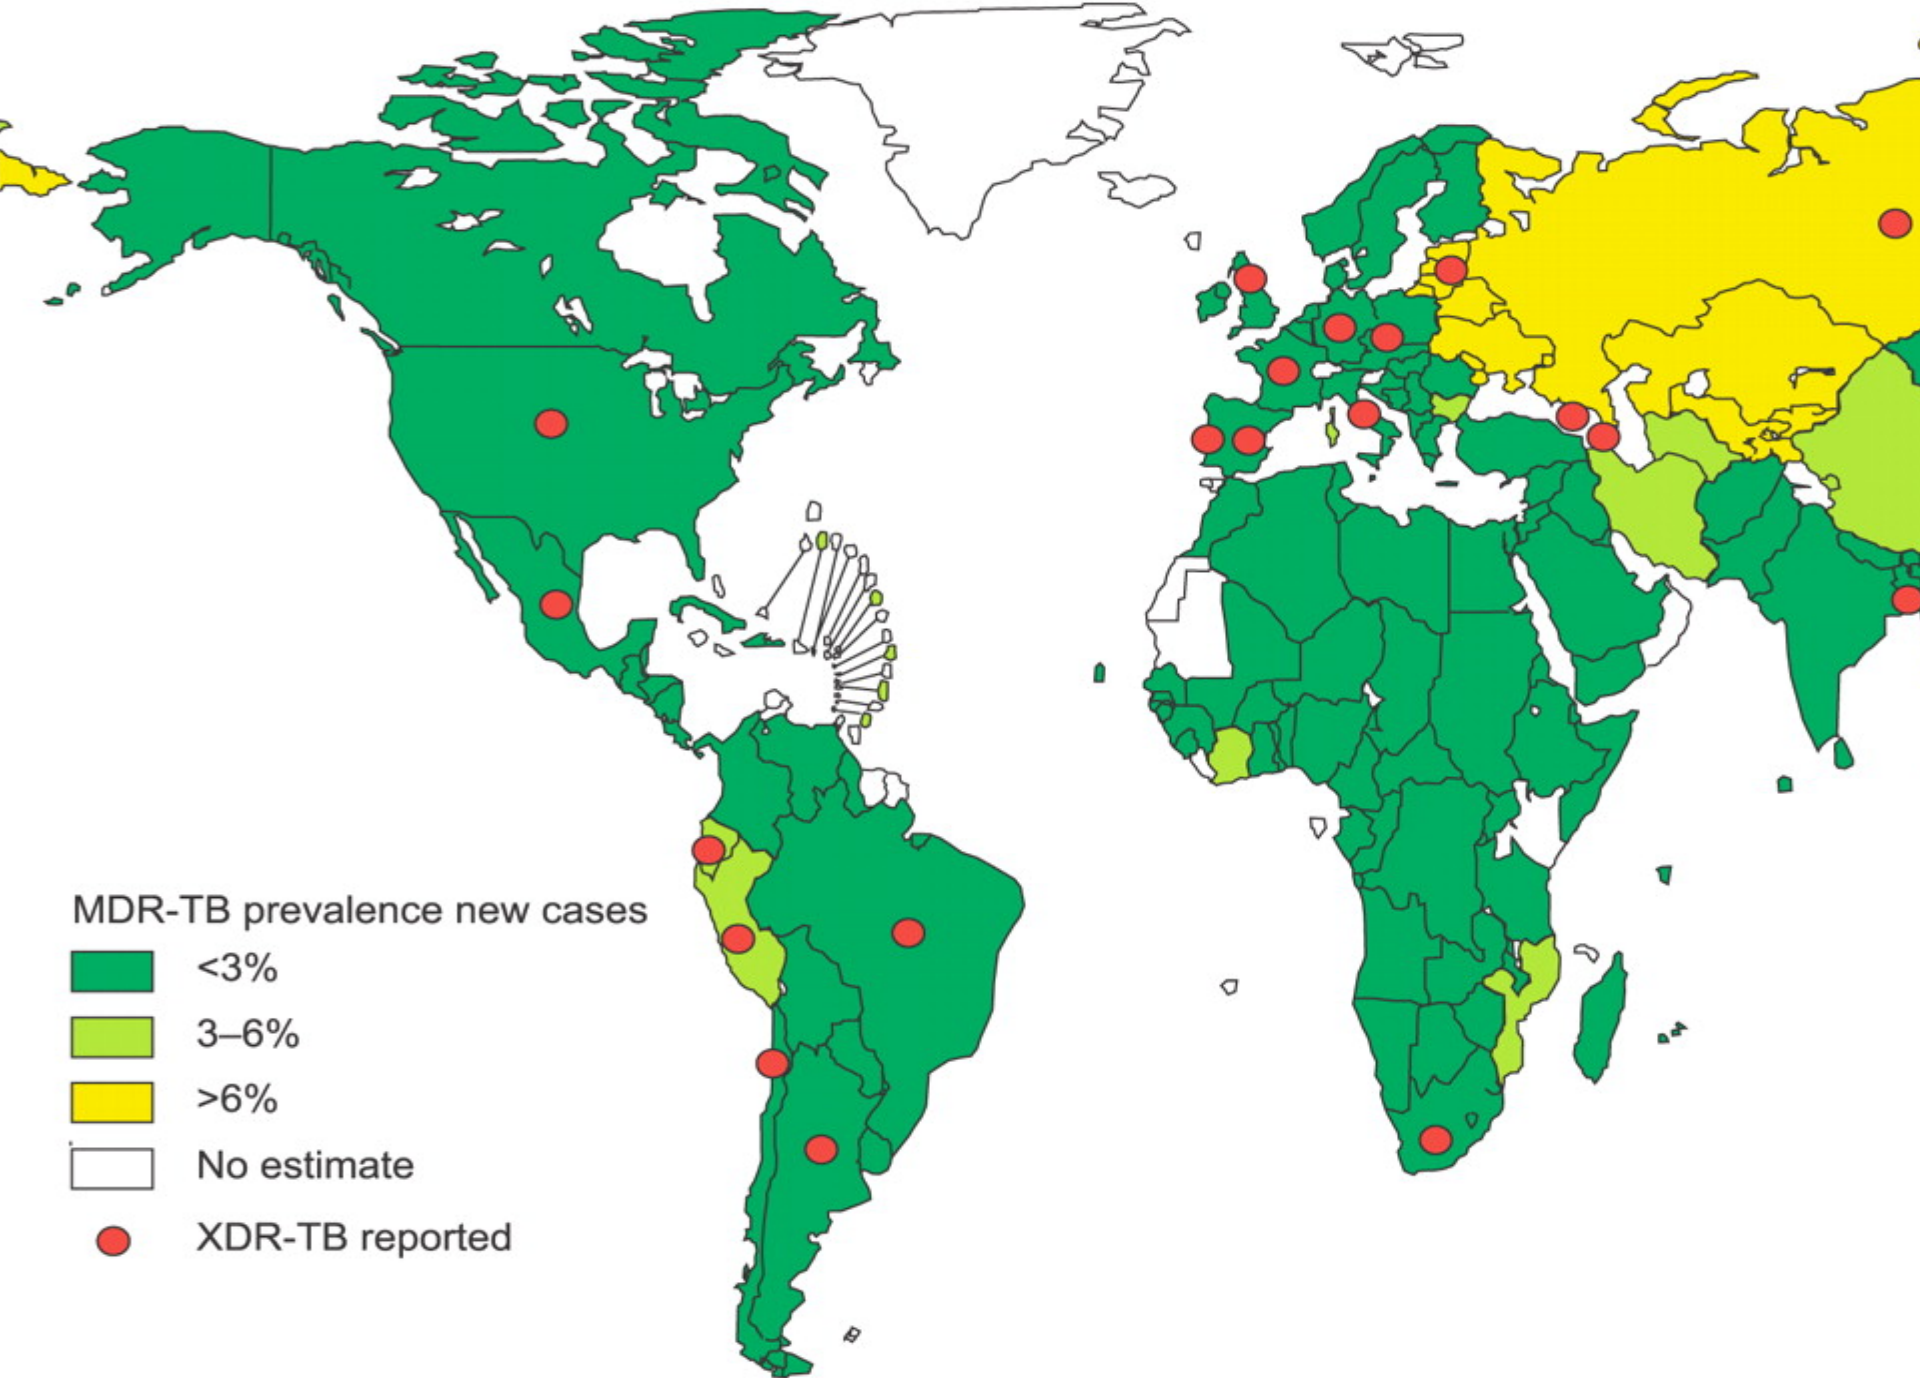 MDR-TB prevalence new cases
<3%
3–6%
>6%
No estimate
XDR-TB reported